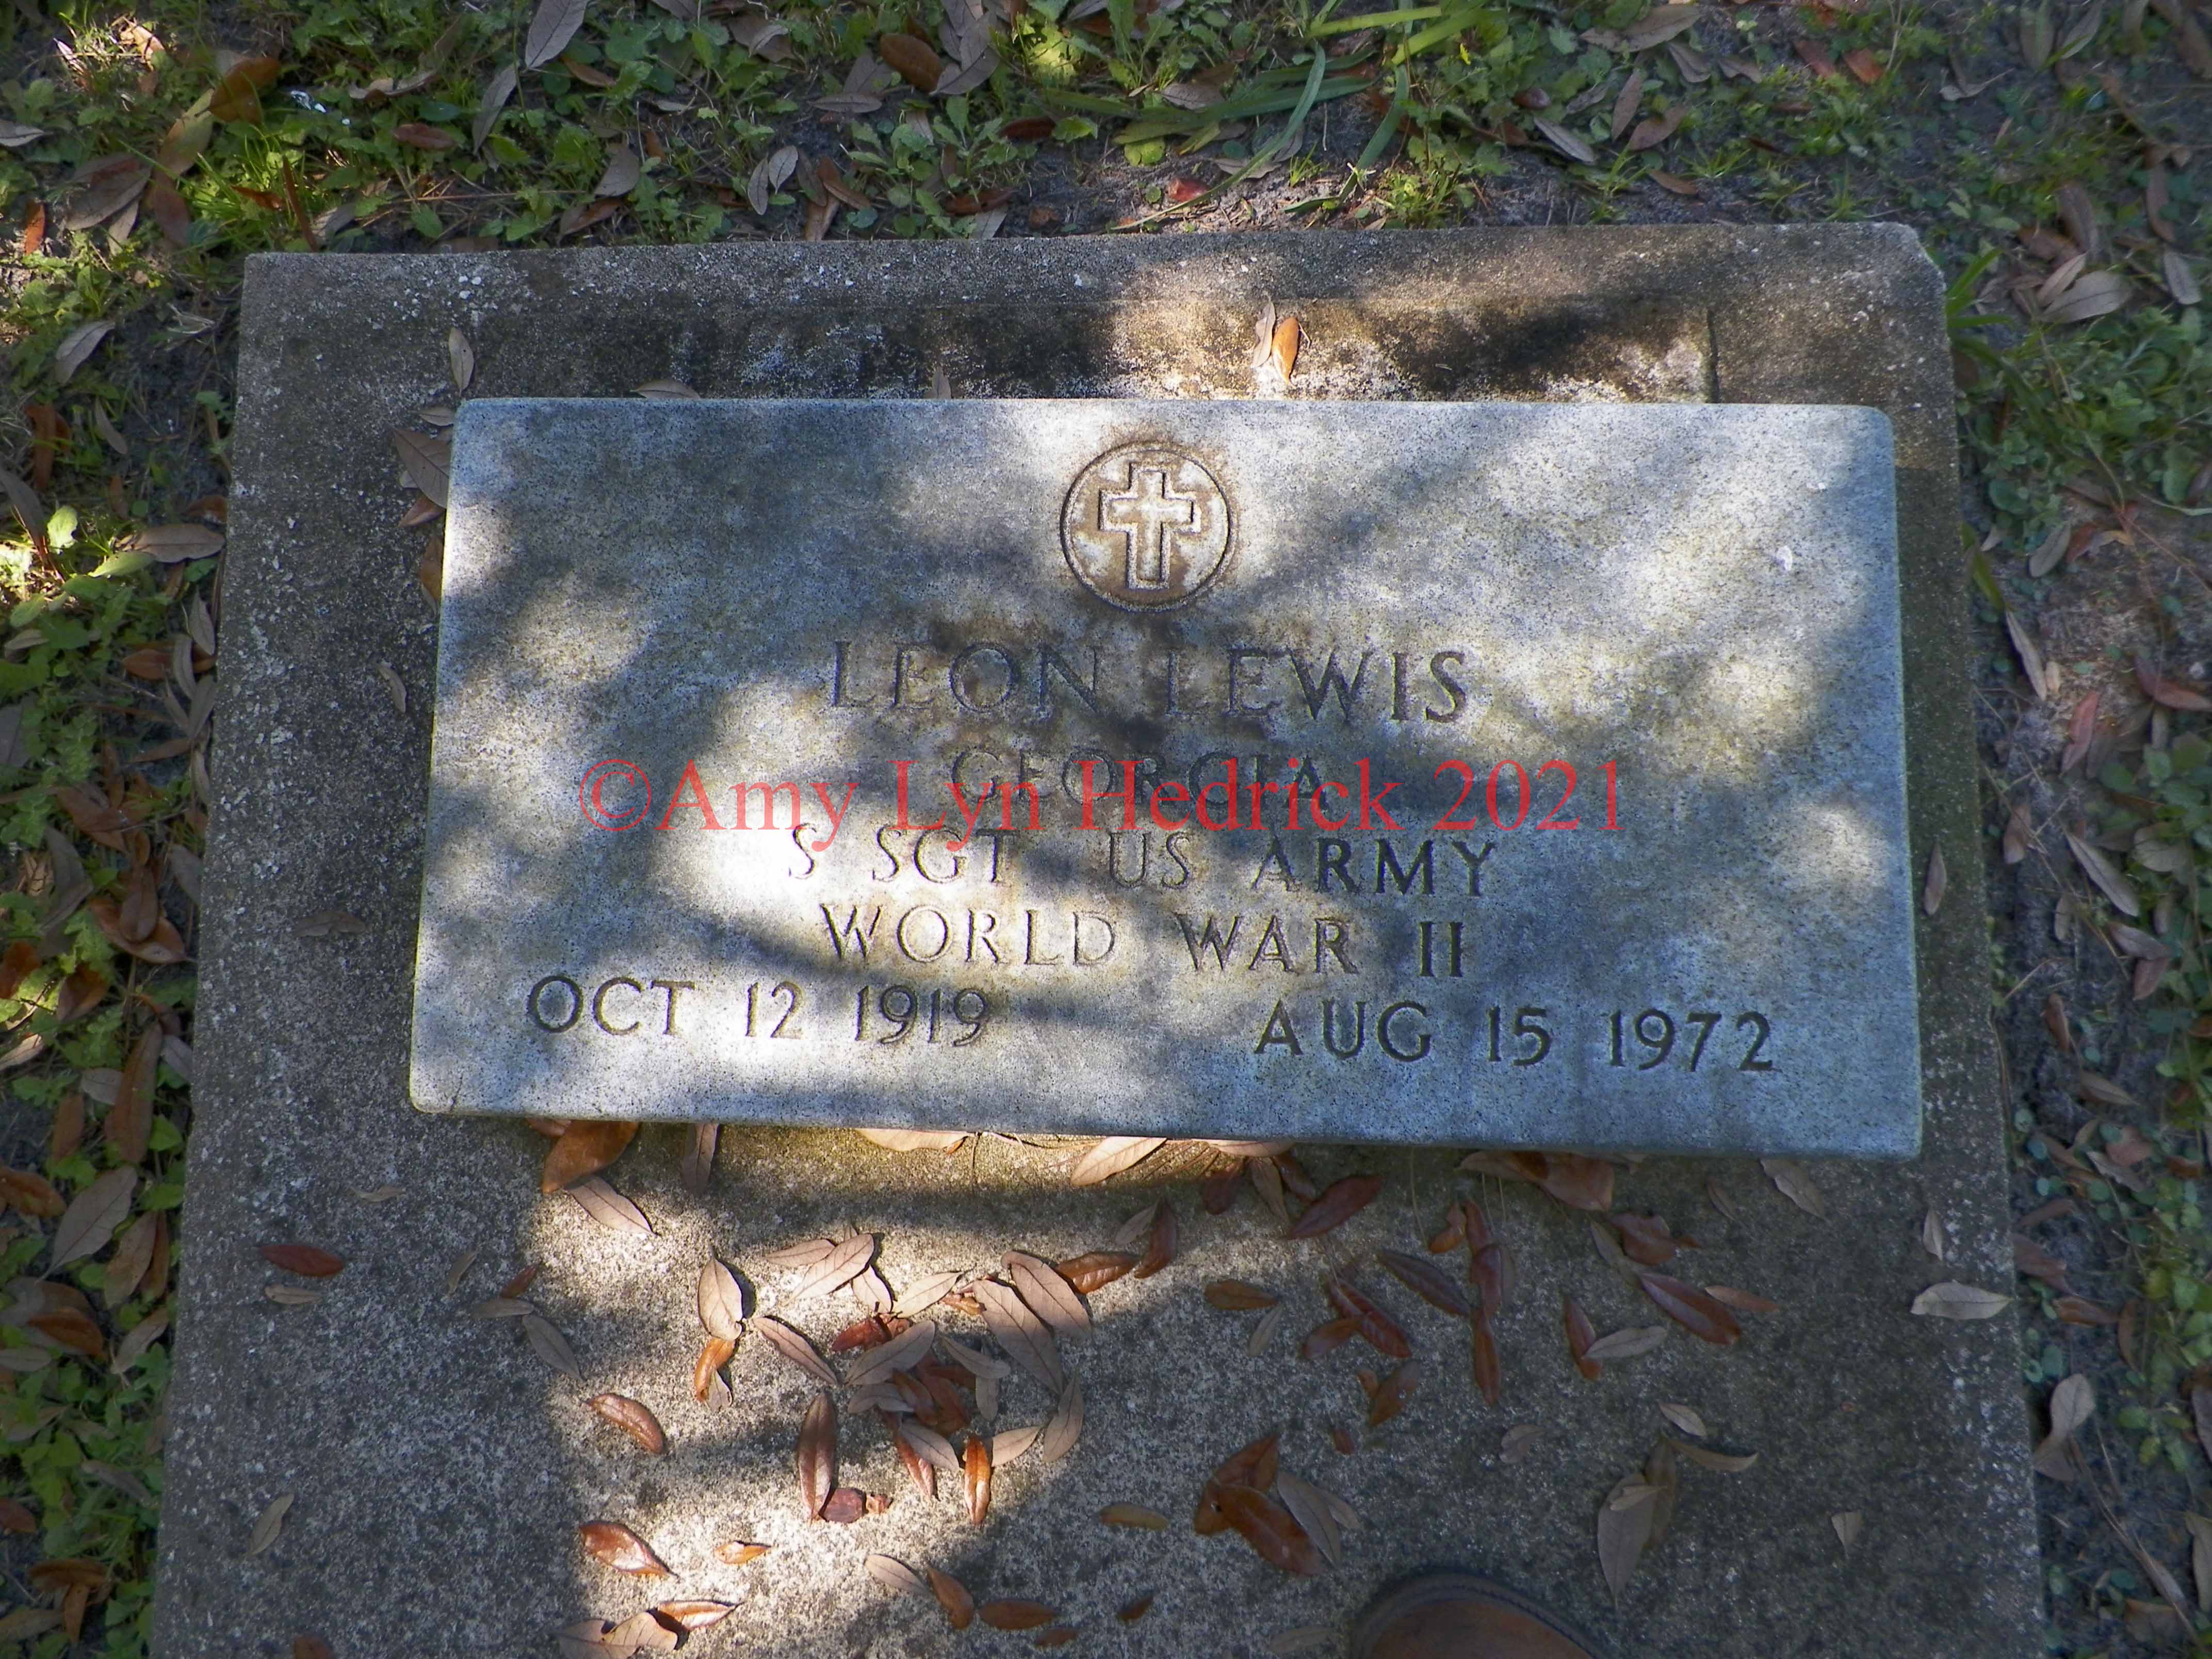 LEON LEWIS
GEORGIA
©Amy Lyn Hedrick 2021
S SGT US ARMY
WORLD WAR II
OCT 12 1919 AUG 15 1972